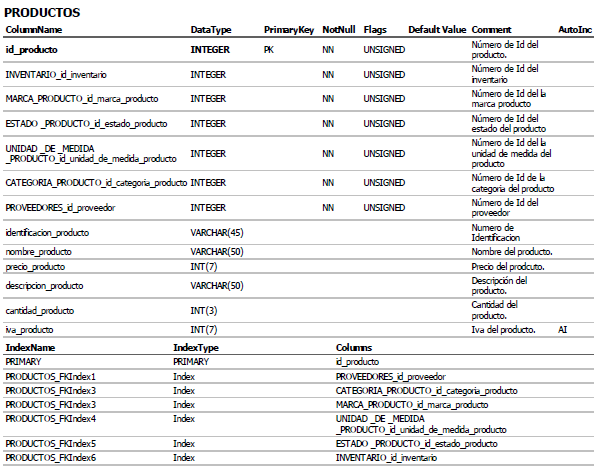 PRODUCTOS
ColumnName DataType PrimaryKey NotNull Flags Default Value Comment AutoInc
id_producto INTEGER PK NN UNSIGNED Número de Id del
producto.
INVENTARIO_id_inventario INTEGER NN UNSIGNED Número de Id del
inventario
MARCA_PRODUCTO_id_marca_producto INTEGER NN UNSIGNED Número de Id del la
marca producto
ESTADO _PRODUCTO_id_estado_producto INTEGER NN UNSIGNED Número de Id del
estado del producto
UNIDAD _DE _MEDIDA
_PRODUCTO_id_unidad_de_medida_producto INTEGER NN UNSIGNED Número de Id del la
unidad de medida del
producto
CATEGORIA_PRODUCTO_id_categoria_producto INTEGER NN UNSIGNED Número de Id de la
categoria del producto
PROVEEDORES_id_proveedor INTEGER NN UNSIGNED Número de Id del
proveedor
identificacion_producto VARCHAR(45) Numero de
Identificacion
nombre_producto VARCHAR(50) Nombre del producto.
precio_producto INT(7) Precio del prodcuto.
descripcion_producto VARCHAR(50) Descripción del
producto.
cantidad_producto INT(3) Cantidad del
producto.
iva_producto INT(7) Iva del producto. AI
IndexName IndexType Columns
PRIMARY PRIMARY id_producto
PRODUCTOS_FKIndex1 Index PROVEEDORES_id_proveedor
PRODUCTOS_FKIndex3 Index CATEGORIA_PRODUCTO_id_categoria_producto
PRODUCTOS_FKIndex3 Index MARCA_PRODUCTO_id_marca_producto
PRODUCTOS_FKIndex4 Index UNIDAD _DE _MEDIDA
_PRODUCTO_id_unidad_de_medida_producto
PRODUCTOS_FKIndex5 Index ESTADO _PRODUCTO_id_estado_producto
PRODUCTOS_FKIndex6 Index INVENTARIO_id_inventario